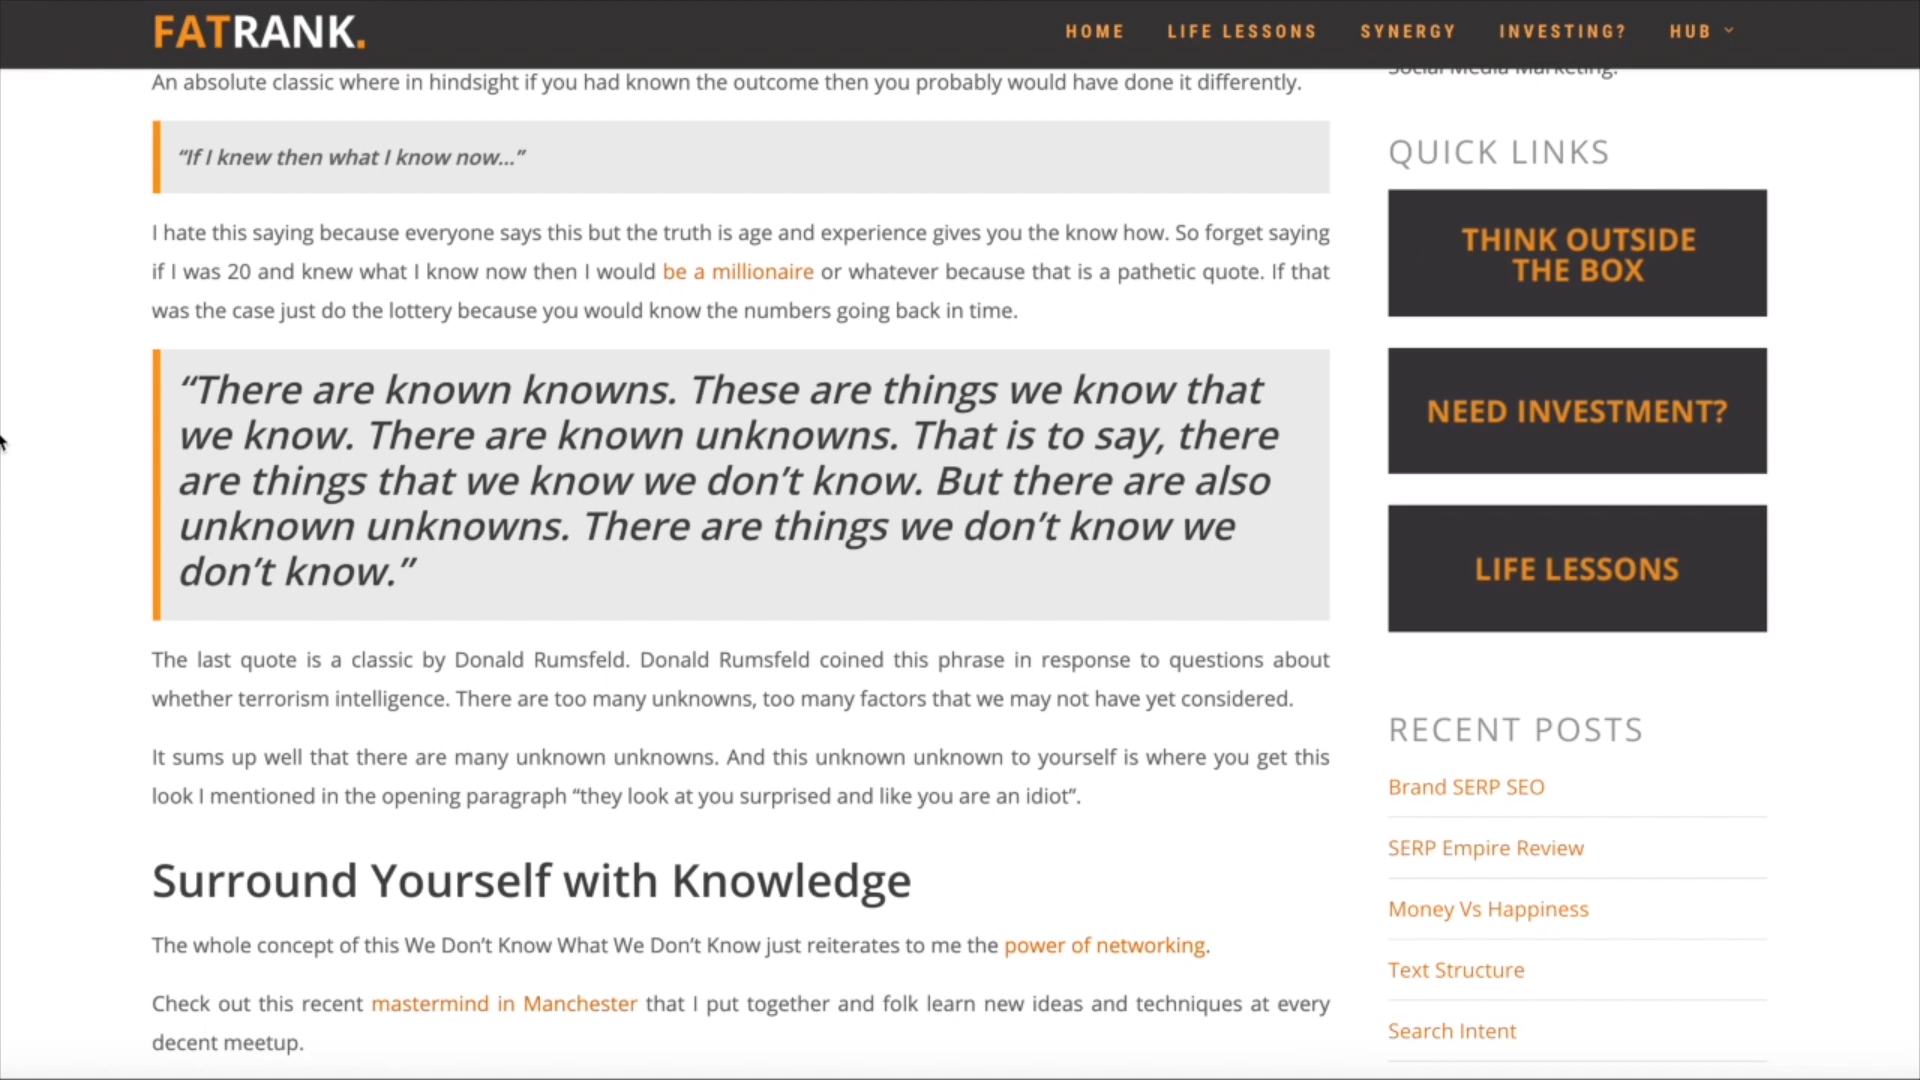 FATRANK.
HOME LIFE LESSONS SYNERGY INVESTING? HUB
An absolute classic where in hindsight if you had known the outcome then you probably would have done it differently.
“If I knew then what I know now...”
I hate this saying because everyone says this but the truth is age and experience gives you the know how. So forget saying
if I was 20 and knew what I know now then I would be a millionaire or whatever because that is a pathetic quote. If that
was the case just do the lottery because you would know the numbers going back in time.
“There are known knowns. These are things we know that
we know. There are known unknowns. That is to say, there
are things that we know we don’t know. But there are also
unknown unknowns. There are things we don’t know we
don’t know.”
The last quote is a classic by Donald Rumsfeld. Donald Rumsfeld coined this phrase in response to questions about
whether terrorism intelligence. There are too many unknowns, too many factors that we may not have yet considered.
It sums up well that there are many unknown unknowns. And this unknown unknown to yourself is where you get this
look I mentioned in the opening paragraph “they look at you surprised and like you are an idiot”.
Surround Yourself with Knowledge
The whole concept of this We Don’t Know What We Don’t Know just reiterates to me the power of networking.
Check out this recent mastermind in Manchester that I put together and folk learn new ideas and techniques at every
decent meetup.
Social Media Marketing.
QUICK LINKS
THINK OUTSIDE
THE BOX
NEED INVESTMENT?
LIFE LESSONS
RECENT POSTS
Brand SERP SEO
SERP Empire Review
Money Vs Happiness
Text Structure
Search Intent